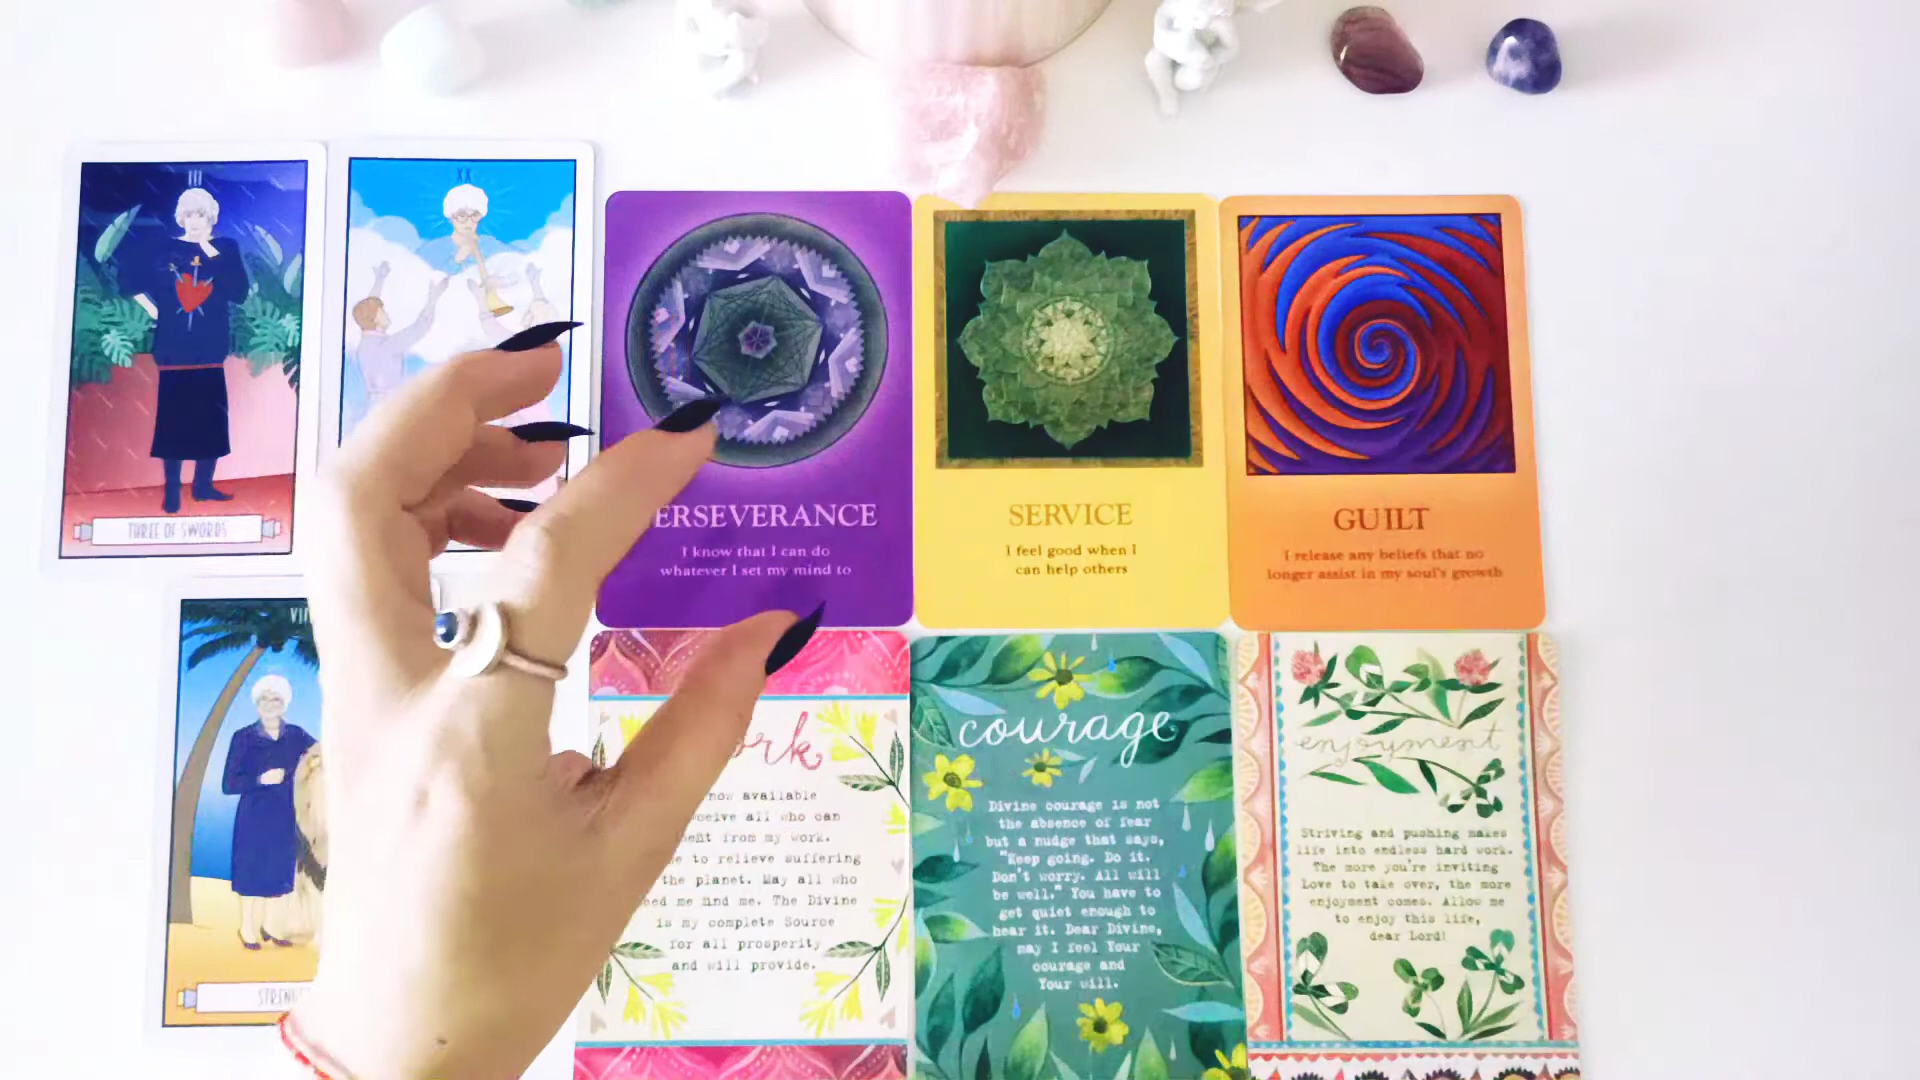 III
THREE OF SWORDS
XX
ERSEVERANCE
I know that I can do
whatever I set my mind to
SERVICE
I feel good when I
can help others
GUILT
I release any beliefs that no
longer assist in my soul's growth
VI
STRENG
ork
now available
ceive all who can
efit from my work.
e to relieve suffering
the planet. May all who
ed me find me. The Divine
is my complete Source
for all prosperity
and will provide.
courage
Divine courage is not
the absence of fear
but a nudge that says,
"Keep going. Do it.
Don't worry. All will
be well." You have to
get quiet enough to
hear it. Dear Divine,
may I feel Your
courage and
Your will.
enjoyment
Striving and pushing makes
life into endless hard work.
The more you're inviting
Love to take over, the more
enjoyment comes. Allow me
to enjoy this life,
dear Lord!